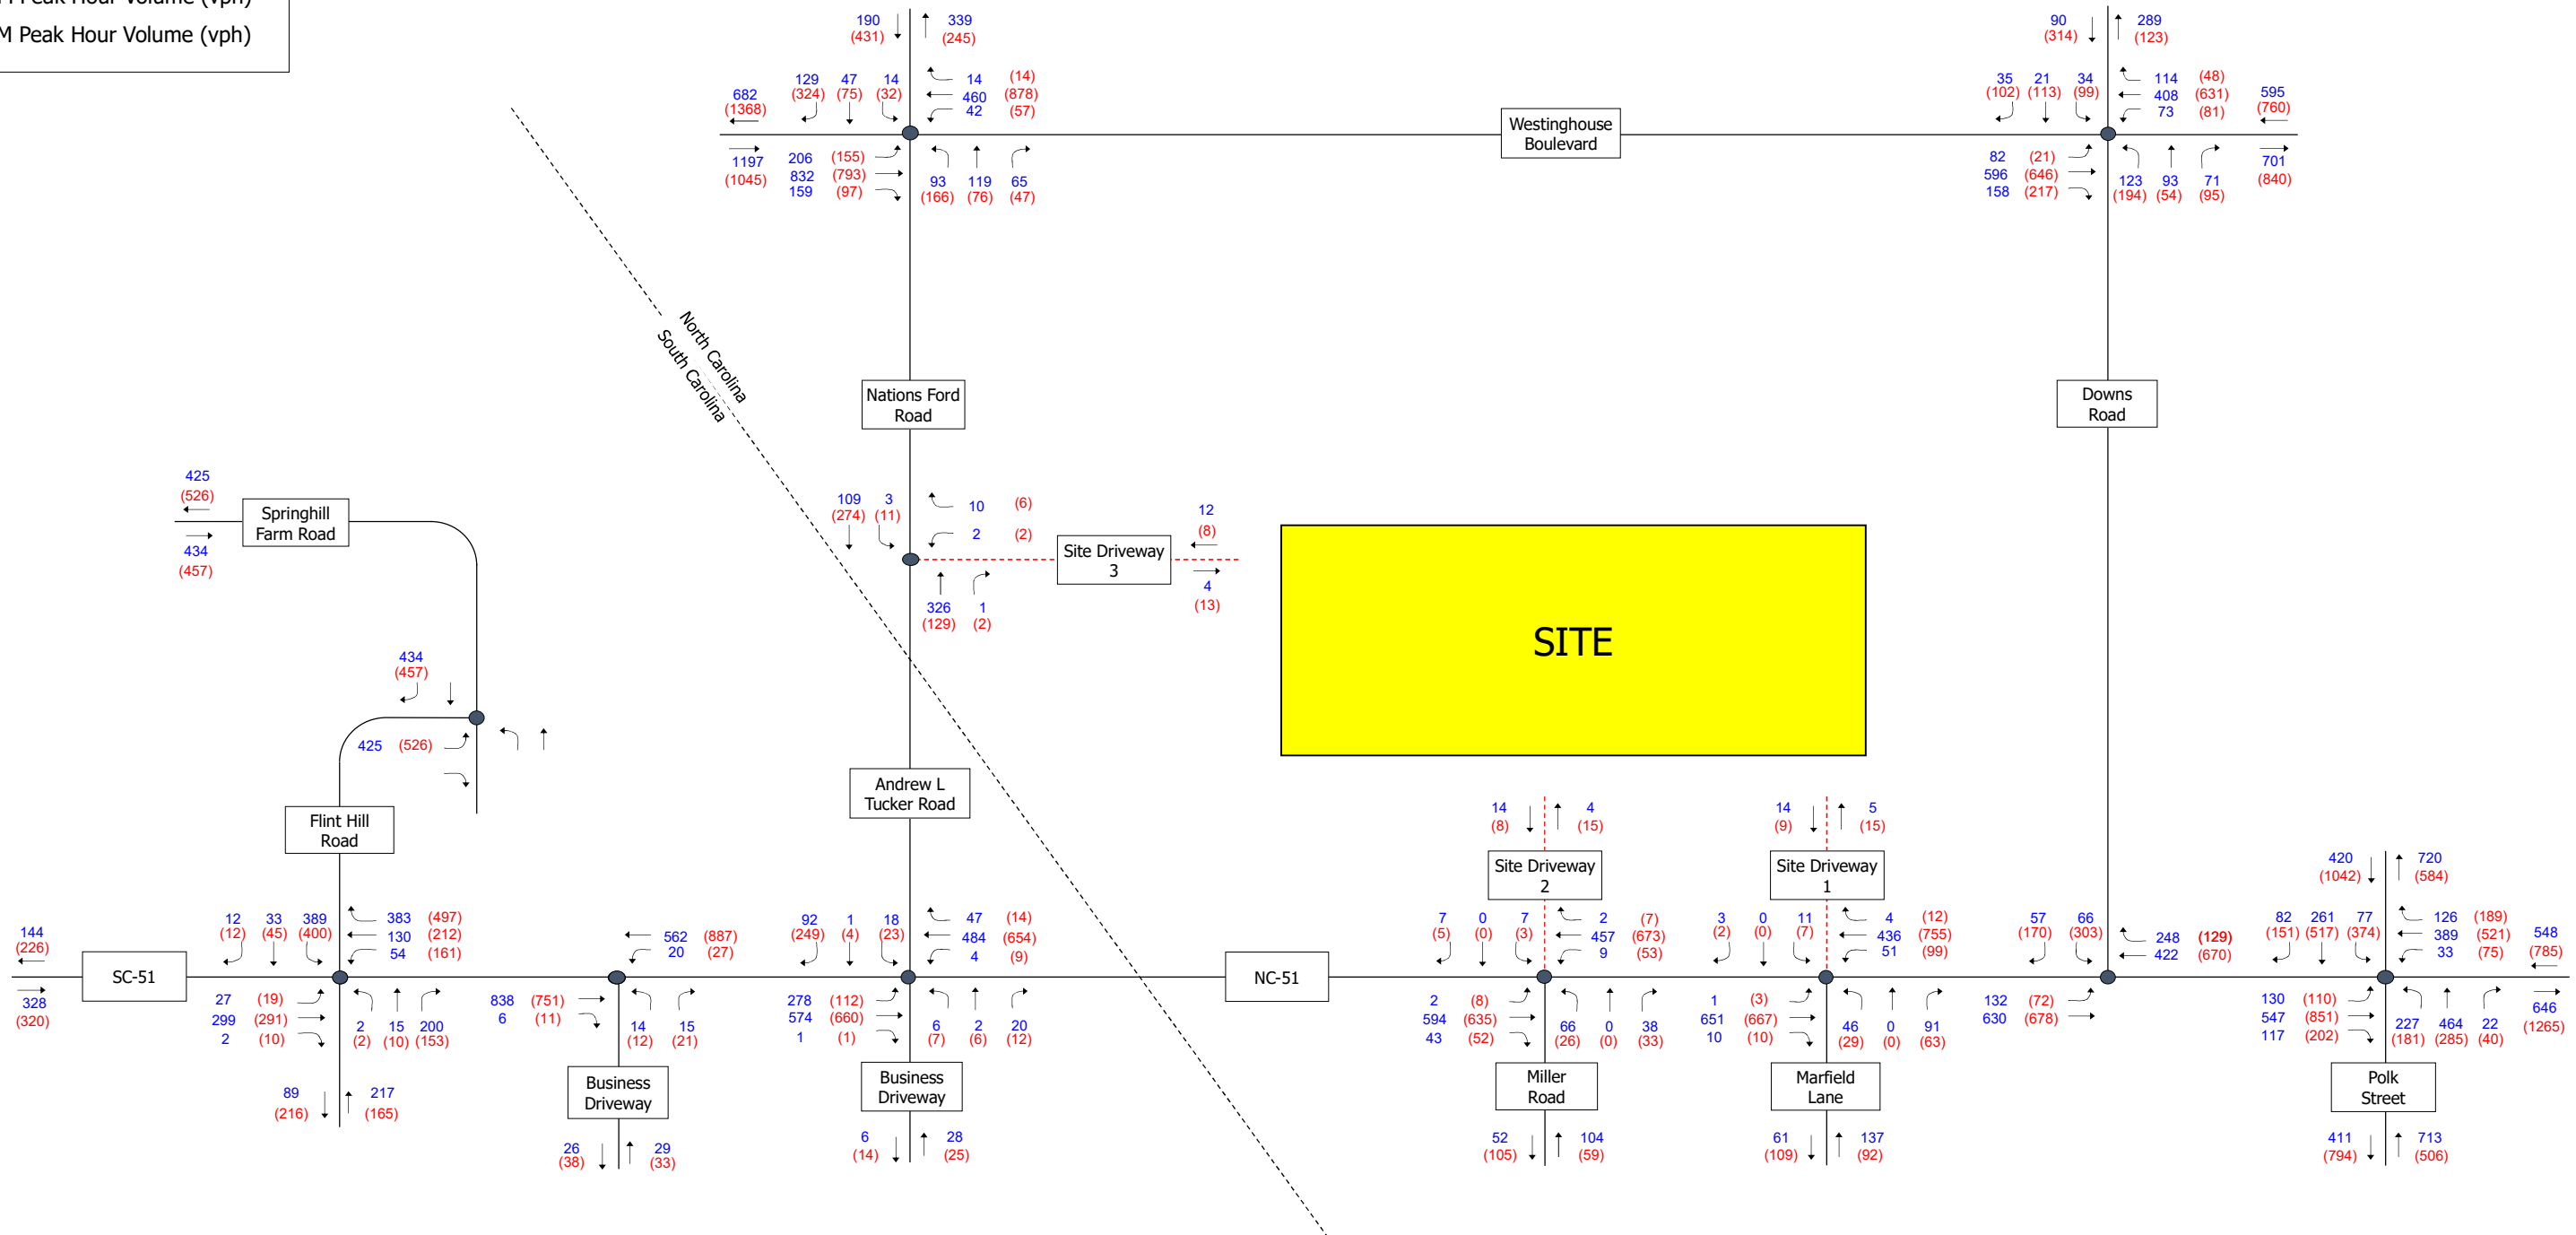 Peak Hour Volume (vph)
M Peak Hour Volume (vph)
190 339
(431) (245)
129 47 14
(324) (75) (32)
682
(1368)
14 (14)
460 (878)
42 (57)
1197
(1045)
206 (155)
832 (793)
159 (97)
93 119 65
(166) (76) (47)
Westinghouse
Boulevard
90 289
(314) (123)
35 21 34
(102) (113) (99)
114 (48)
408 (631)
73 (81)
595
(760)
82 (21)
596 (646)
158 (217)
123 93 71
(194) (54) (95)
701
(840)
North Carolina
South Carolina
Nations Ford
Road
Downs
Road
425
(526)
Springhill
Farm Road
434
(457)
109 3
(274) (11)
10 (6)
2 (2)
Site Driveway
3
12
(8)
4
(13)
326 1
(129) (2)
SITE
434
(457)
425 (526)
Flint Hill
Road
Andrew L
Tucker Road
14 4
(8) (15)
Site Driveway
2
14 5
(9) (15)
Site Driveway
1
420 720
(1042) (584)
144
(226)
SC-51
328
(320)
12 33 389
(12) (45) (400)
383 (497)
130 (212)
54 (161)
27 (19)
299 (291)
2 (10)
2 15 200
(2) (10) (153)
89 217
(216) (165)
562 (887)
20 (27)
838 (751)
6 (11)
14 15
(12) (21)
Business
Driveway
26 29
(38) (33)
92 1 18
(249) (4) (23)
47 (14)
484 (654)
4 (9)
278 (112)
574 (660)
1 (1)
6 2 20
(7) (6) (12)
Business
Driveway
6 28
(14) (25)
NC-51
7 0 7
(5) (0) (3)
2 (7)
457 (673)
9 (53)
2 (8)
594 (635)
43 (52)
66 0 38
(26) (0) (33)
Miller
Road
52 104
(105) (59)
3 0 11
(2) (0) (7)
4 (12)
436 (755)
51 (99)
1 (3)
651 (667)
10 (10)
46 0 91
(29) (0) (63)
Marfield
Lane
61 137
(109) (92)
57 66
(170) (303)
248 (129)
422 (670)
132 (72)
630 (678)
82 261 77
(151) (517) (374)
126 (189)
389 (521)
33 (75)
548
(785)
130 (110)
547 (851)
117 (202)
227 464 22
(181) (285) (40)
646
(1265)
Polk
Street
411 713
(794) (506)